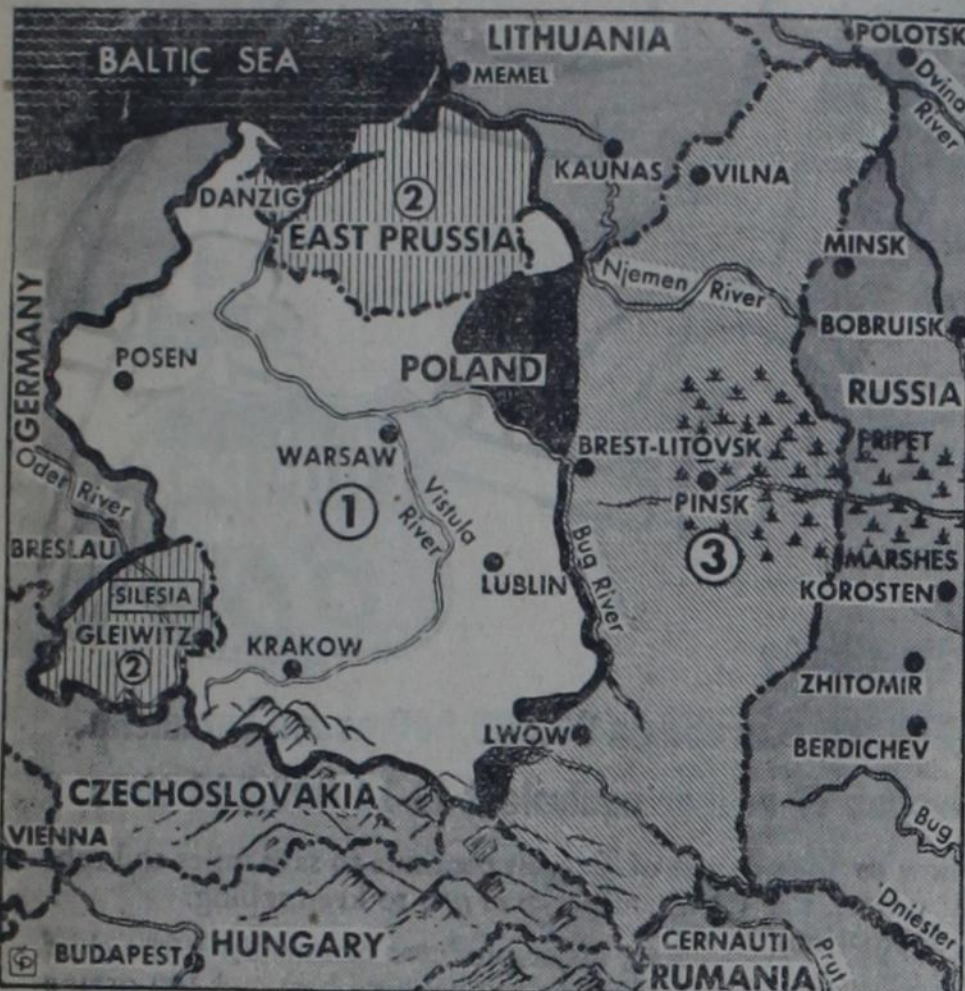 BALTIC SEA
LITHUANIA
POLOTSK
MEMEL
Dvina
River
KAUNAS
VILNA
DANZIG
2
EAST PRUSSIA
MINSK
Njemen River
GERMANY
BOBRUISK
POSEN
POLAND
RUSSIA
PRIPET
BREST-LITOVSK
WARSAW
Oder River
1
Vistula
River
PINSK
3
BRESLAU
MARSHES
SILESIA
LUBLIN
Bug River
KOROSTEN
GLEIWITZ
2
KRAKOW
ZHITOMIR
LWOW
BERDICHEV
CZECHOSLOVAKIA
Bug
VIENNA
Dniester
CERNAUTI
Prut
BUDAPEST
HUNGARY
RUMANIA
CP